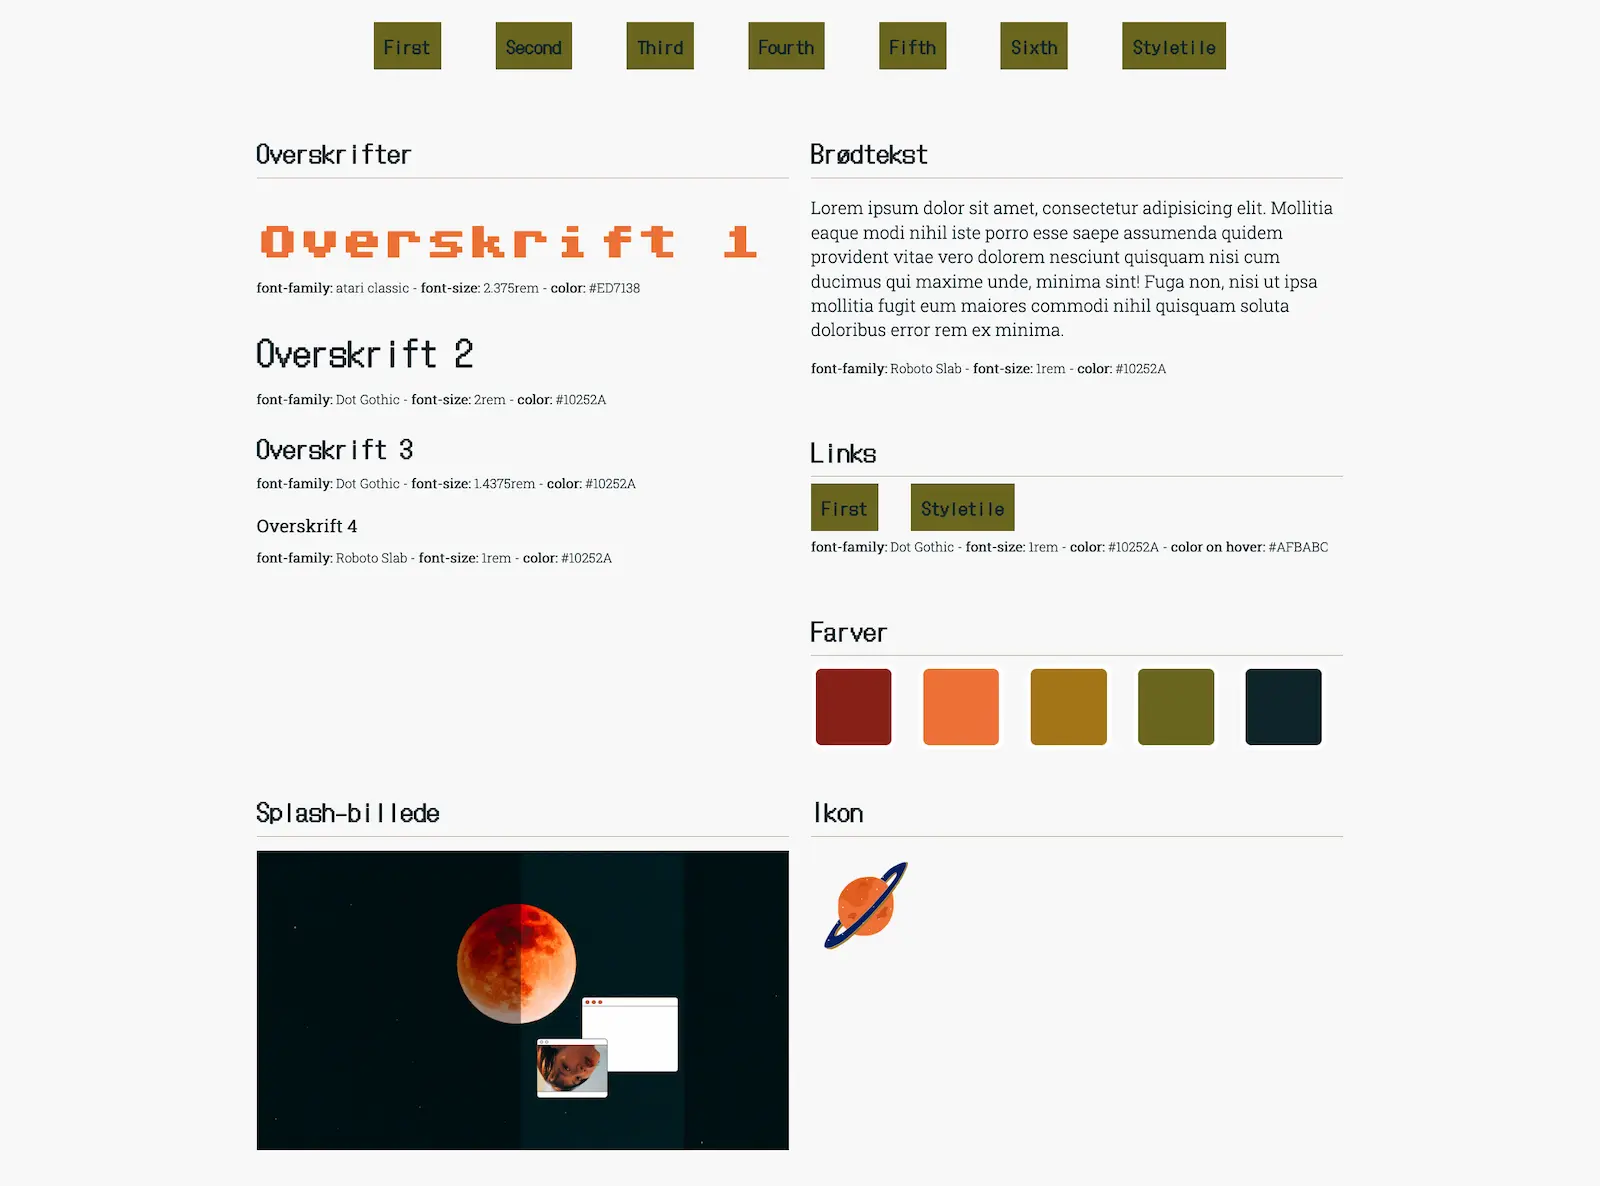 First Second Third Fourth Fifth Sixth Styletile
Overskrifter
Overskrift 1
font-family: atari classic - font-size: 2.375rem - color: #ED7138
Overskrift 2
font-family: Dot Gothic - font-size: 2rem - color: #10252A
Overskrift 3
font-family: Dot Gothic - font-size: 1.4375rem - color: #10252A
Overskrift 4
font-family: Roboto Slab - font-size: 1rem - color: #10252A
Brødtekst
Lorem ipsum dolor sit amet, consectetur adipisicing elit. Mollitia
eaque modi nihil iste porro esse saepe assumenda quidem
provident vitae vero dolorem nesciunt quisquam nisi cum
ducimus qui maxime unde, minima sint! Fuga non, nisi ut ipsa
mollitia fugit eum maiores commodi nihil quisquam soluta
doloribus error rem ex minima.
font-family: Roboto Slab - font-size: 1rem - color: #10252A
Links
First Styletile
font-family: Dot Gothic - font-size: 1rem - color: #10252A - color on hover: #AFBABC
Farver
Splash-billede
Ikon